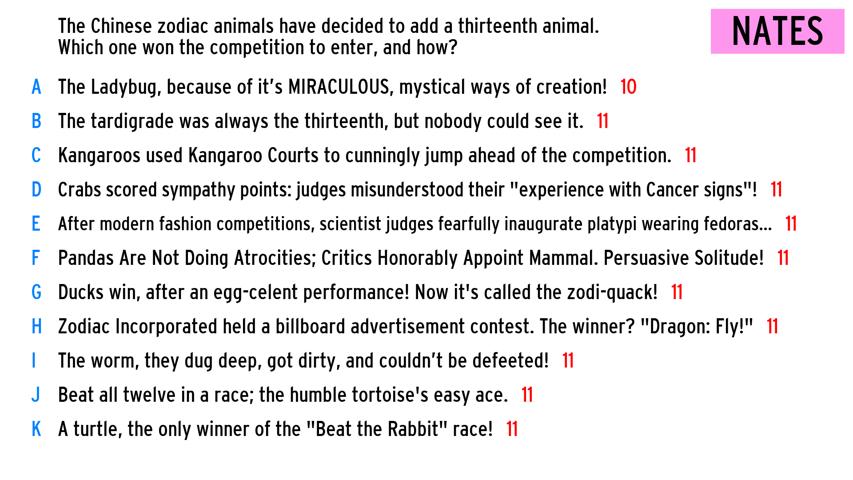 The Chinese zodiac animals have decided to add a thirteenth animal.
Which one won the competition to enter, and how?
NATES
A The Ladybug, because of it's MIRACULOUS, mystical ways of creation! 10
B The tardigrade was always the thirteenth, but nobody could see it. 11
C Kangaroos used Kangaroo Courts to cunningly jump ahead of the competition. 11
D Crabs scored sympathy points: judges misunderstood their "experience with Cancer signs"! 11
E After modern fashion competitions, scientist judges fearfully inaugurate platypi wearing fedoras... 11
F Pandas Are Not Doing Atrocities; Critics Honorably Appoint Mammal. Persuasive Solitude! 11
G Ducks win, after an egg-celent performance! Now it's called the zodi-quack! 11
H Zodiac Incorporated held a billboard advertisement contest. The winner? "Dragon: Fly!" 11
I The worm, they dug deep, got dirty, and couldn't be defeeted! 11
J Beat all twelve in a race; the humble tortoise's easy ace. 11
K A turtle, the only winner of the "Beat the Rabbit" race! 11